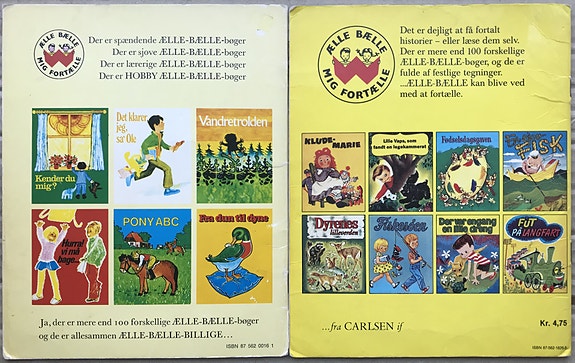 ÆLLE BÆLLE
MIG FORTÆLLE
Der er spændende ÆLLE-BÆLLE-bøger
Der er sjove ÆLLE-BÆLLE-bøger
Der er lærerige ÆLLE-BÆLLE-bøger
Der er HOBBY ÆLLE-BÆLLE-bøger
Kender du
mig?
Det klarer
jeg,
sa' Ole
Vandretrolden
Hurra!
vi må
bage...
PONY ABC
Fra dun til dyne
Ja, der er mere end 100 forskellige ÆLLE-BÆLLE-bøger
og de er allesammen ÆLLE-BÆLLE-BILLIGE...
ISBN 87 562 0016 1
ÆLLE BÆLLE
MIG FORTÆLLE
Det er dejligt at få fortalt
historier – eller læse dem selv.
Der er mere end 100 forskellige
ÆLLE-BÆLLE-bøger, og de er
fulde af festlige tegninger.
...ÆLLE-BÆLLE kan blive ved
med at fortælle.
KLUDE-
MARIE
Lille Vaps, som
fandt en legekammerat
Fødselsdagsgaven
FISK
Dyrenes
lilleverden
Fiskesøen
Der var engang
en lille dreng
FUT
PÅ LANGFART
Kr. 4,75
...fra CARLSEN if